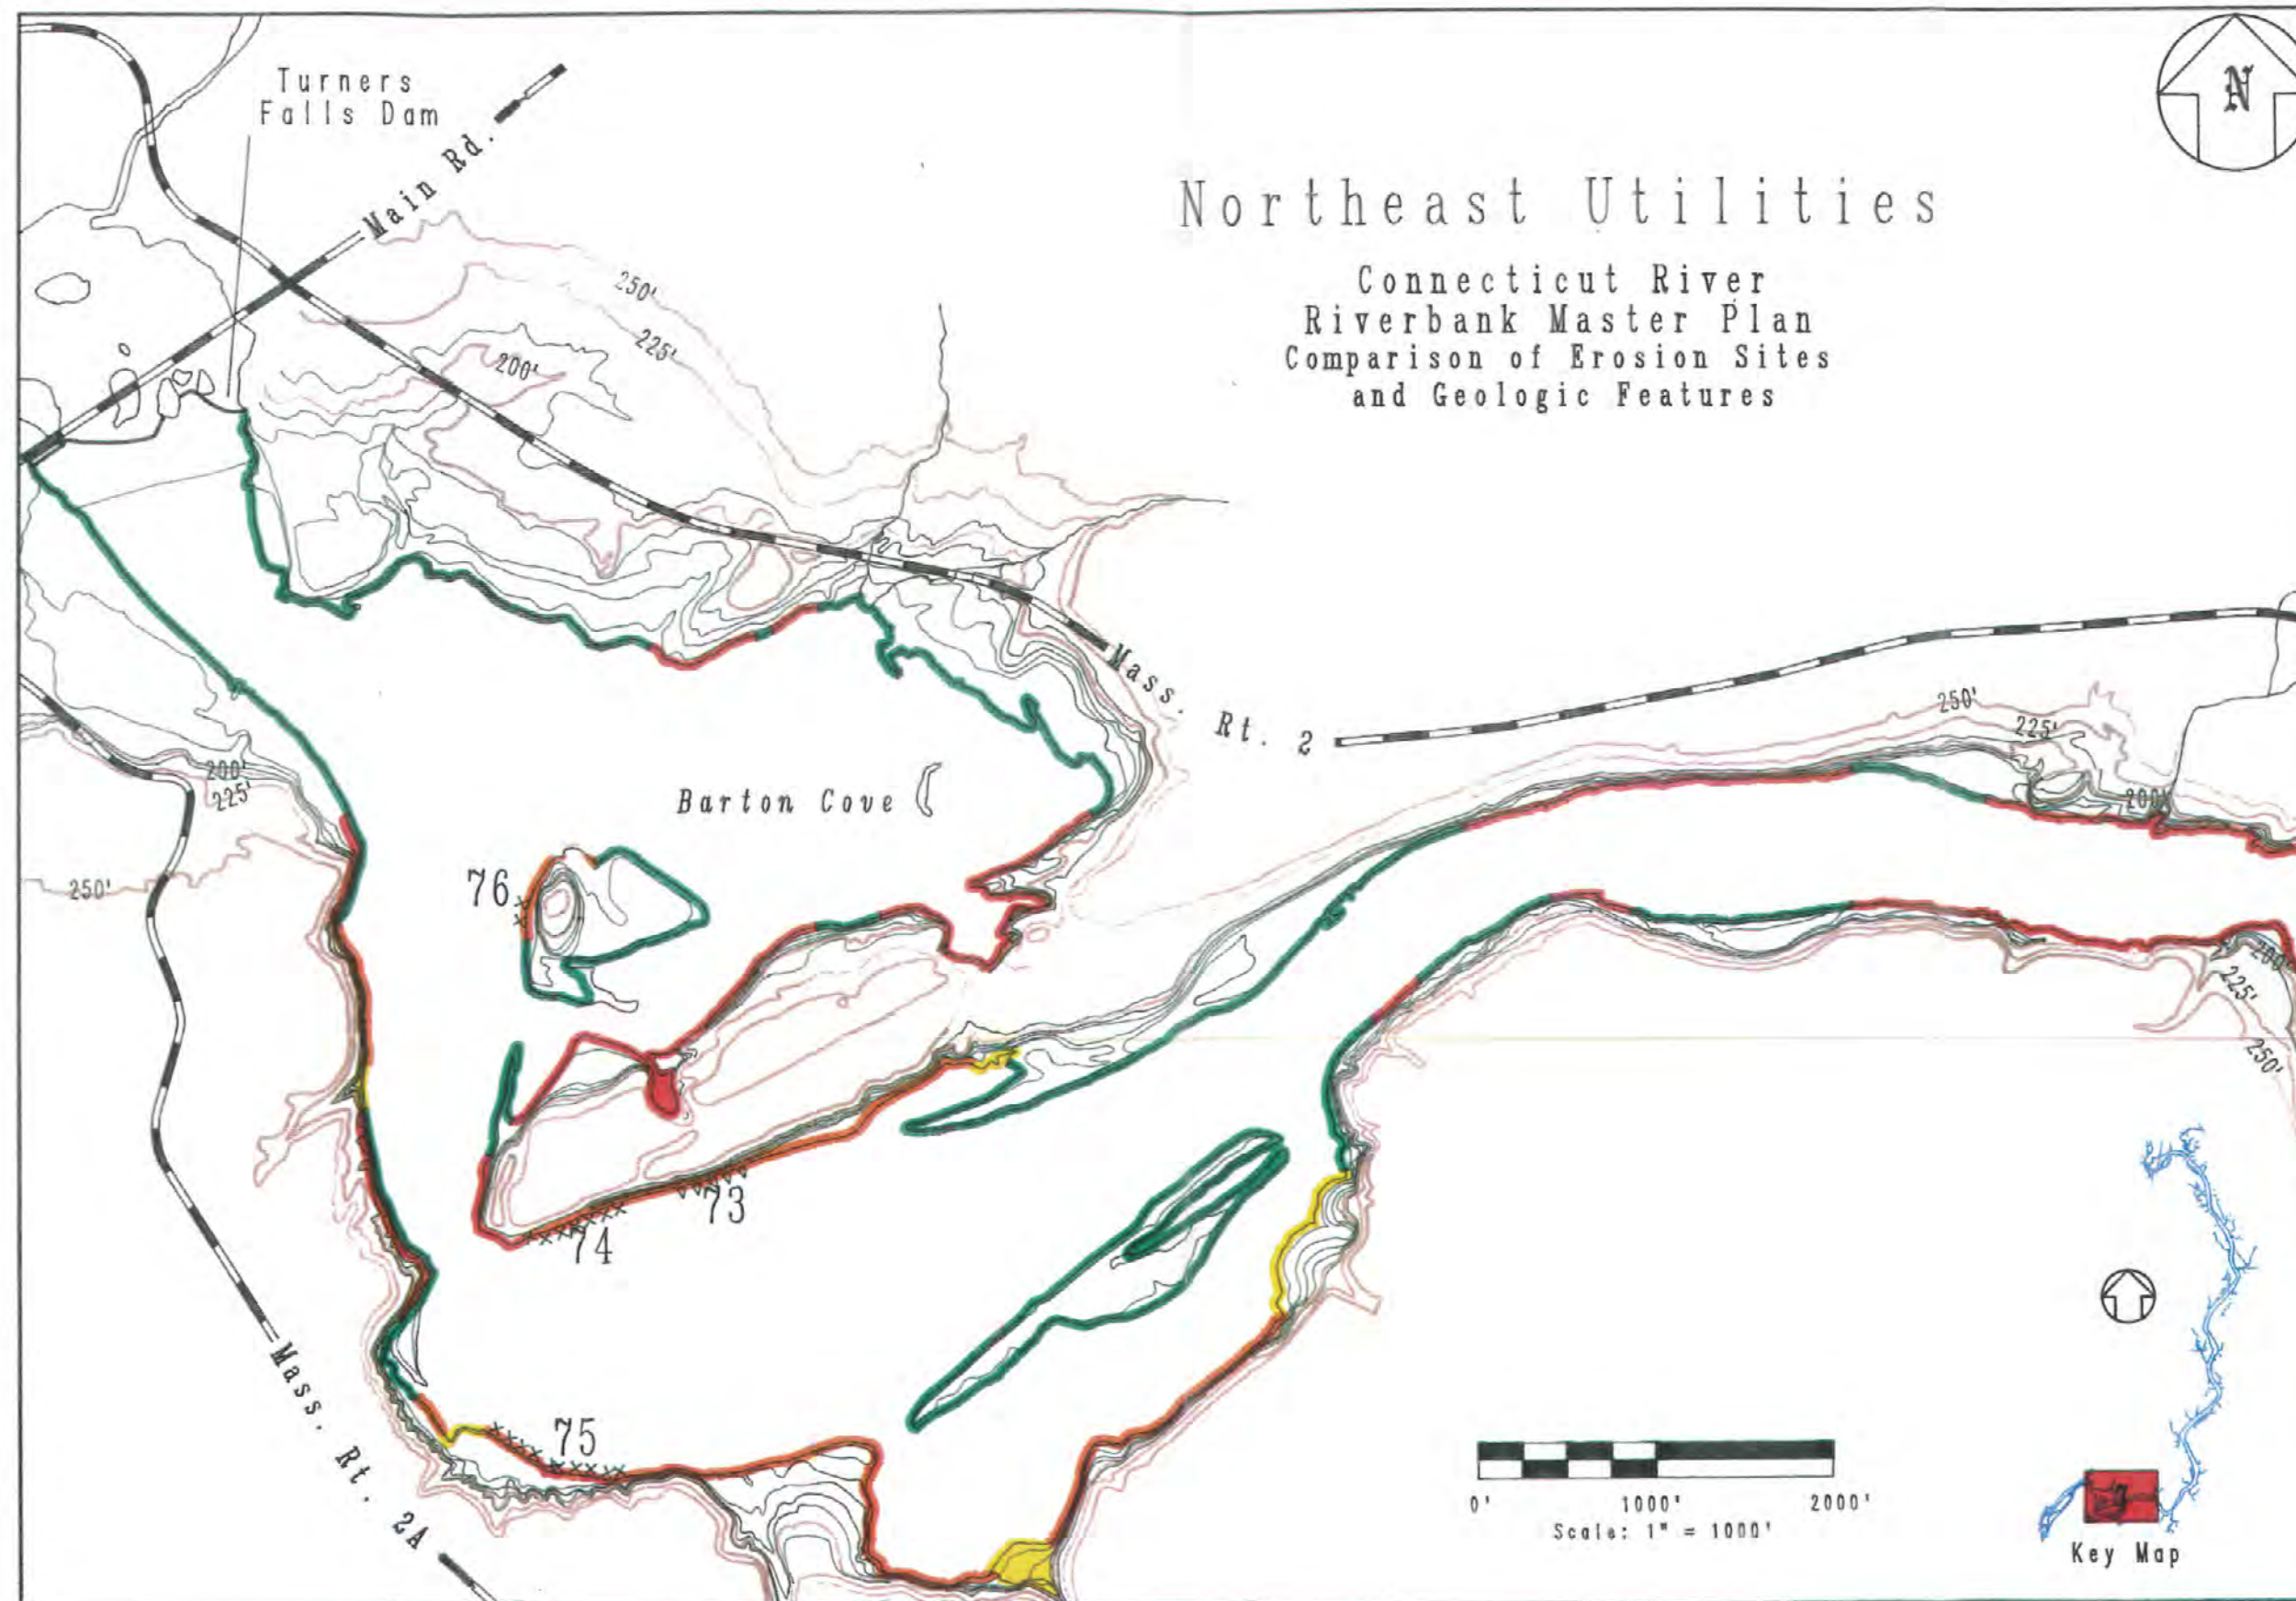 Turners
Falls Dam
Main Rd.
N
Northeast Utilities
Connecticut River
Riverbank Master Plan
Comparison of Erosion Sites
and Geologic Features
250'
225'
200'
Mass. Rt. 2
250'
225'
200'
200'
225'
250'
Barton Cove
76
73
74
75
200'
225'
250'
Mass. Rt. 2A
0' 1000' 2000'
Scale: 1" = 1000'
Key Map